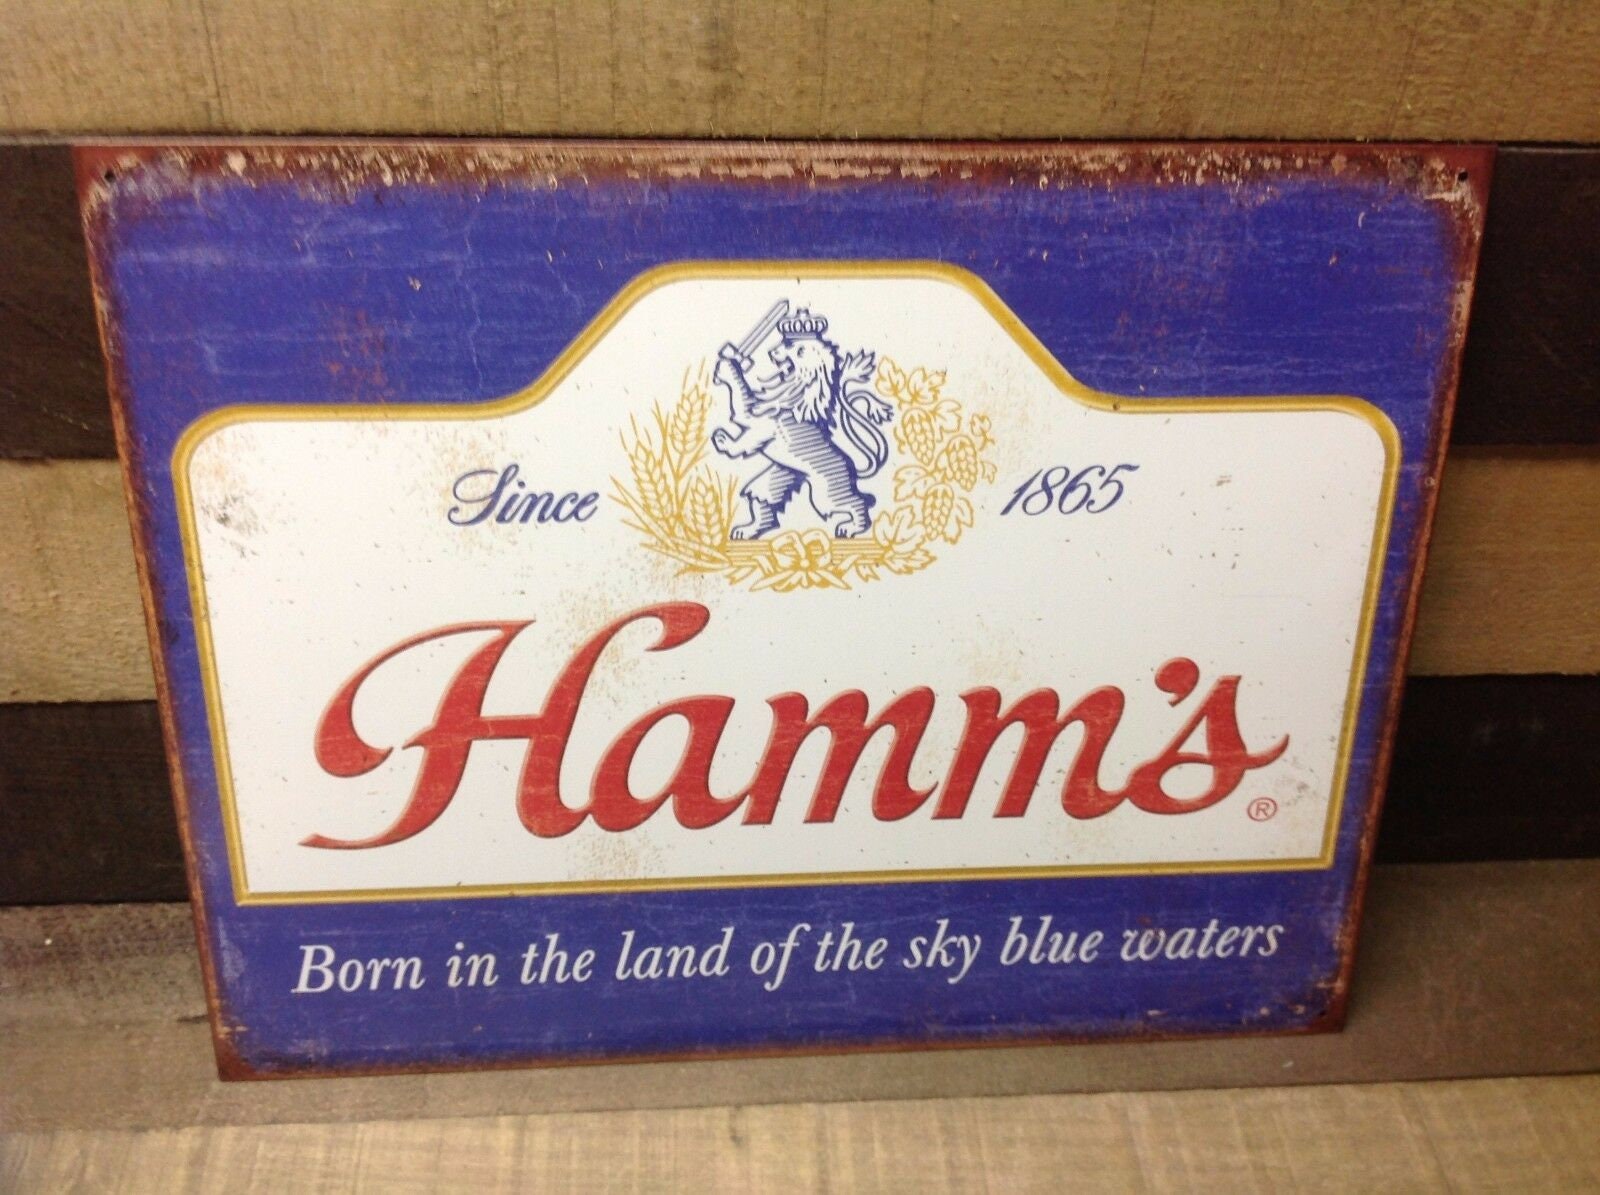 Since 1865
Hamm's®
Born in the land of the sky blue waters